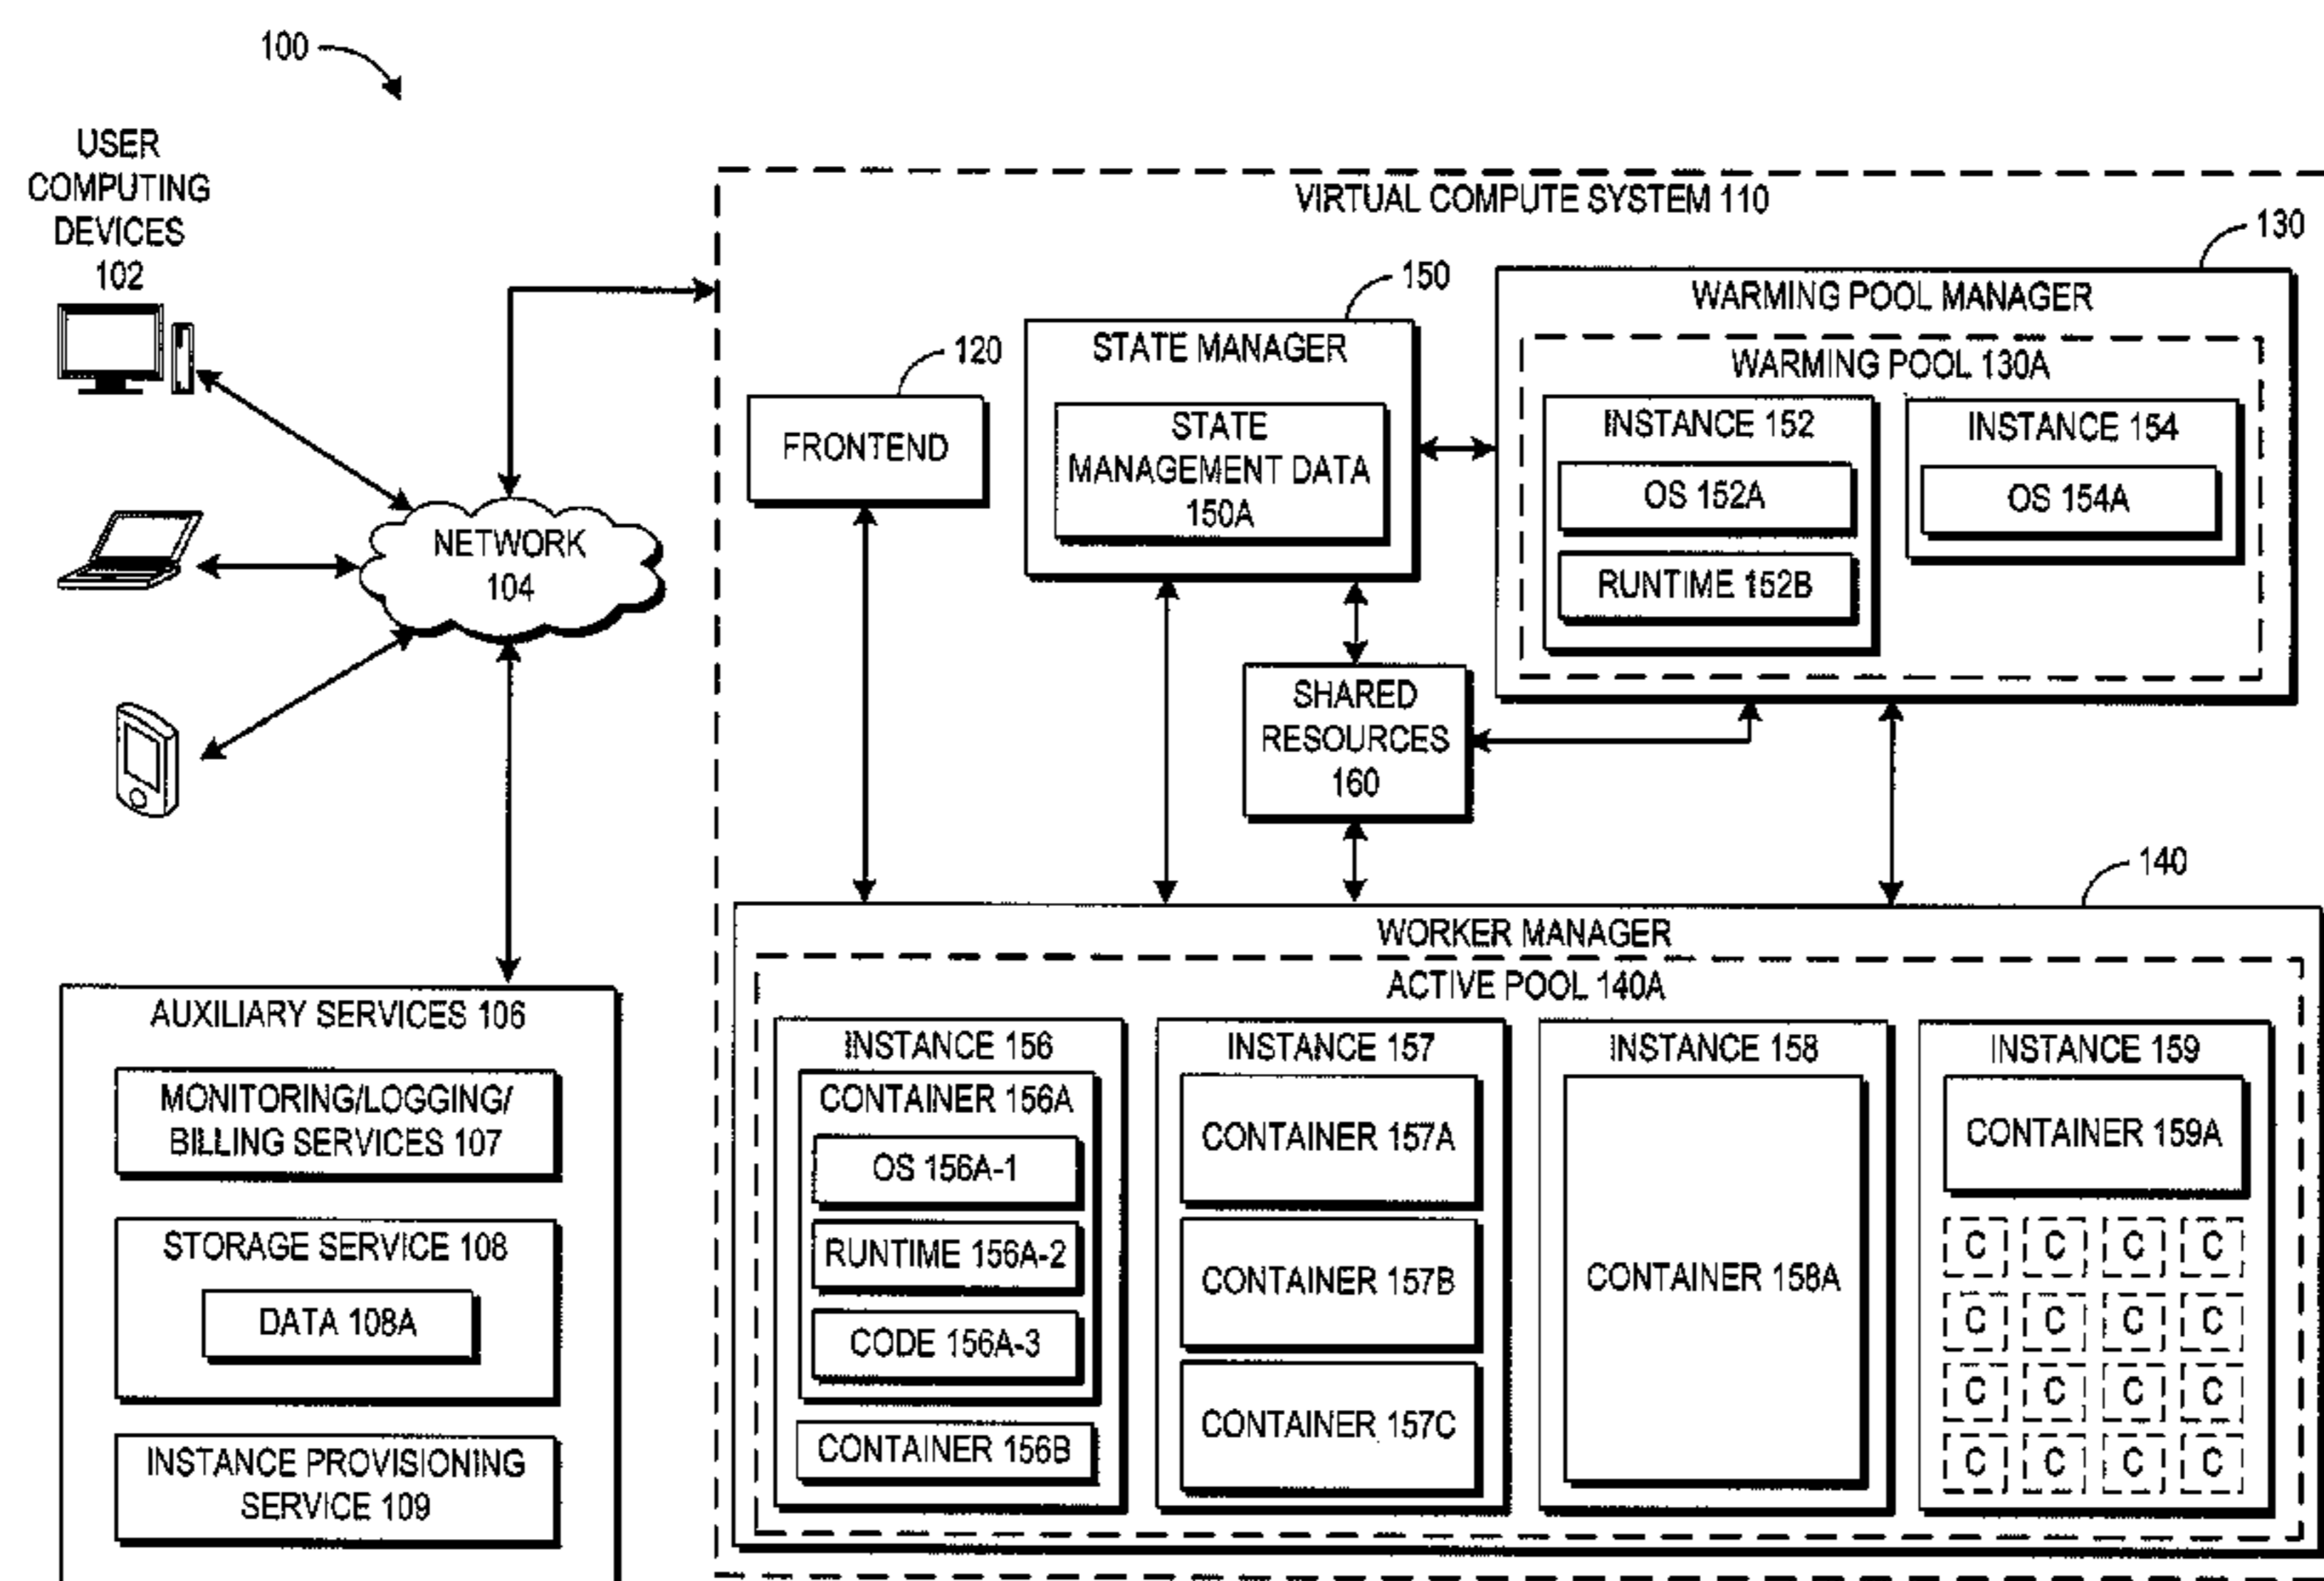 100
USER
COMPUTING
DEVICES
102
NETWORK
104
AUXILIARY SERVICES 106
MONITORING/LOGGING/
BILLING SERVICES 107
STORAGE SERVICE 108
DATA 108A
INSTANCE PROVISIONING
SERVICE 109
VIRTUAL COMPUTE SYSTEM 110
120
FRONTEND
150
STATE MANAGER
STATE
MANAGEMENT DATA
150A
130
WARMING POOL MANAGER
WARMING POOL 130A
INSTANCE 152
OS 152A
RUNTIME 152B
INSTANCE 154
OS 154A
SHARED
RESOURCES
160
140
WORKER MANAGER
ACTIVE POOL 140A
INSTANCE 156
CONTAINER 156A
OS 156A-1
RUNTIME 156A-2
CODE 156A-3
CONTAINER 156B
INSTANCE 157
CONTAINER 157A
CONTAINER 157B
CONTAINER 157C
INSTANCE 158
CONTAINER 158A
INSTANCE 159
CONTAINER 159A
C C C C
C C C C
C C C C
C C C C